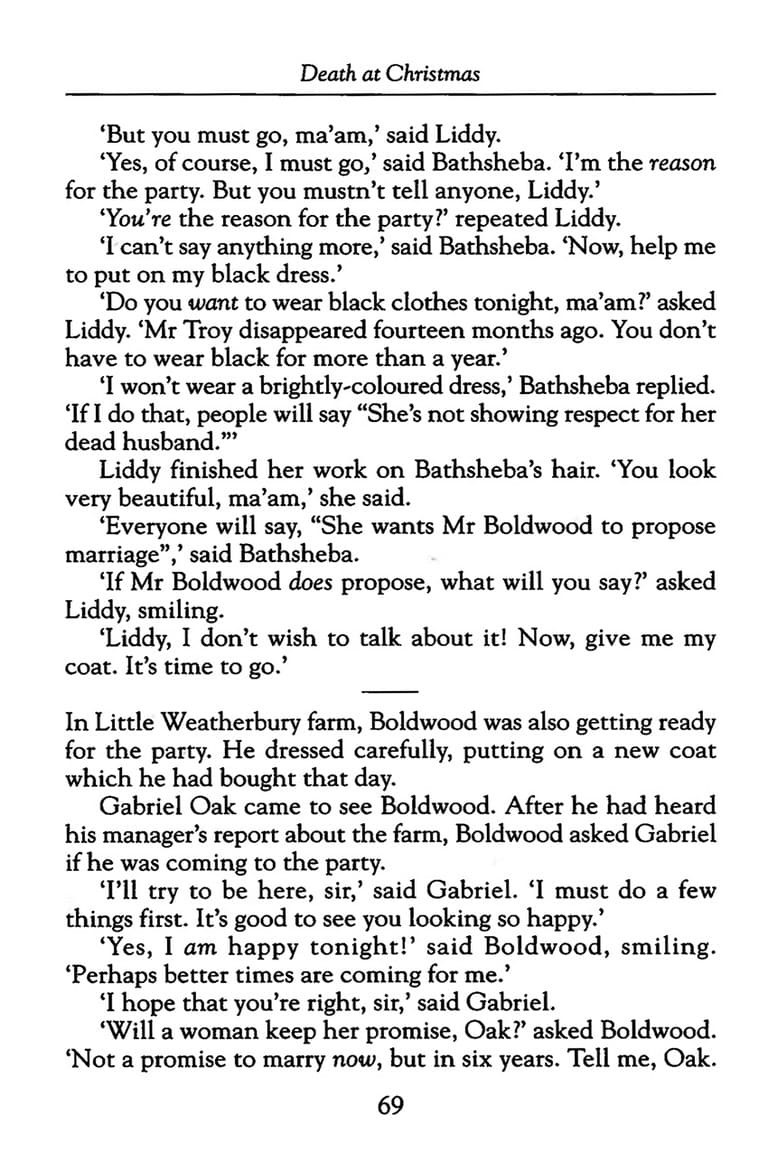 Death at Christmas
‘But you must go, ma’am,’ said Liddy.
‘Yes, of course, I must go,’ said Bathsheba. ‘I’m the reason
for the party. But you mustn’t tell anyone, Liddy.’
‘You’re the reason for the party?’ repeated Liddy.
‘I can’t say anything more,’ said Bathsheba. ‘Now, help me
to put on my black dress.’
‘Do you want to wear black clothes tonight, ma’am?’ asked
Liddy. ‘Mr Troy disappeared fourteen months ago. You don’t
have to wear black for more than a year.’
‘I won’t wear a brightly-coloured dress,’ Bathsheba replied.
‘If I do that, people will say “She’s not showing respect for her
dead husband.”’
Liddy finished her work on Bathsheba’s hair. ‘You look
very beautiful, ma’am,’ she said.
‘Everyone will say, “She wants Mr Boldwood to propose
marriage”,’ said Bathsheba.
‘If Mr Boldwood does propose, what will you say?’ asked
Liddy, smiling.
‘Liddy, I don’t wish to talk about it! Now, give me my
coat. It’s time to go.’
In Little Weatherbury farm, Boldwood was also getting ready
for the party. He dressed carefully, putting on a new coat
which he had bought that day.
Gabriel Oak came to see Boldwood. After he had heard
his manager’s report about the farm, Boldwood asked Gabriel
if he was coming to the party.
‘I’ll try to be here, sir,’ said Gabriel. ‘I must do a few
things first. It’s good to see you looking so happy.’
‘Yes, I am happy tonight!’ said Boldwood, smiling.
‘Perhaps better times are coming for me.’
‘I hope that you’re right, sir,’ said Gabriel.
‘Will a woman keep her promise, Oak?’ asked Boldwood.
‘Not a promise to marry now, but in six years. Tell me, Oak.
69